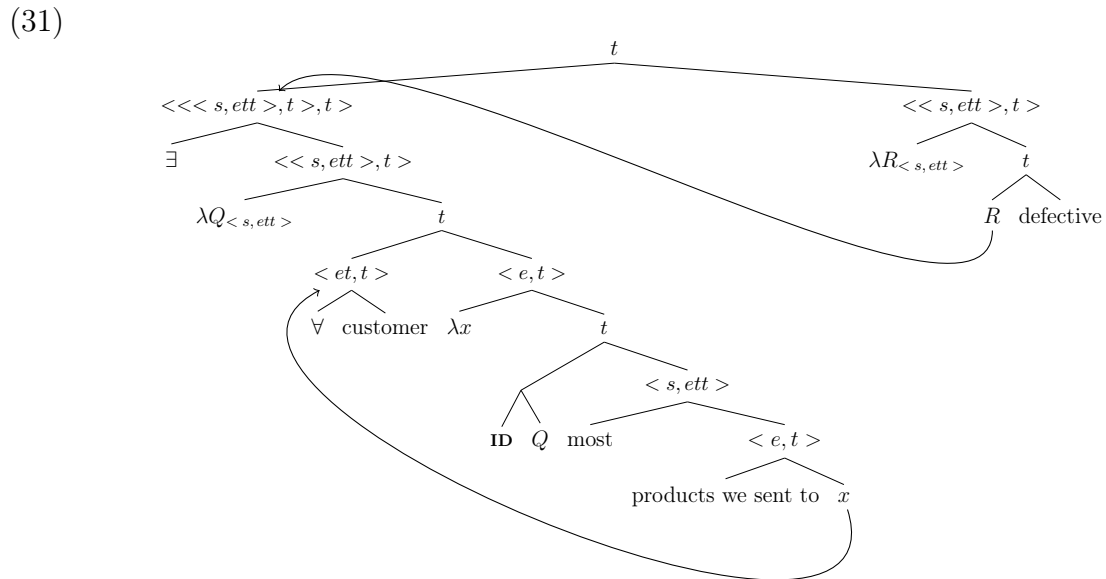 (31)
t
<<< s, ett >, t >, t > << s, ett >, t >
∃ << s, ett >, t > λR< s, ett > t
λQ< s, ett > t R defective
< et, t > < e, t >
∀ customer λx t
< s, ett >
ID Q most < e, t >
products we sent to x